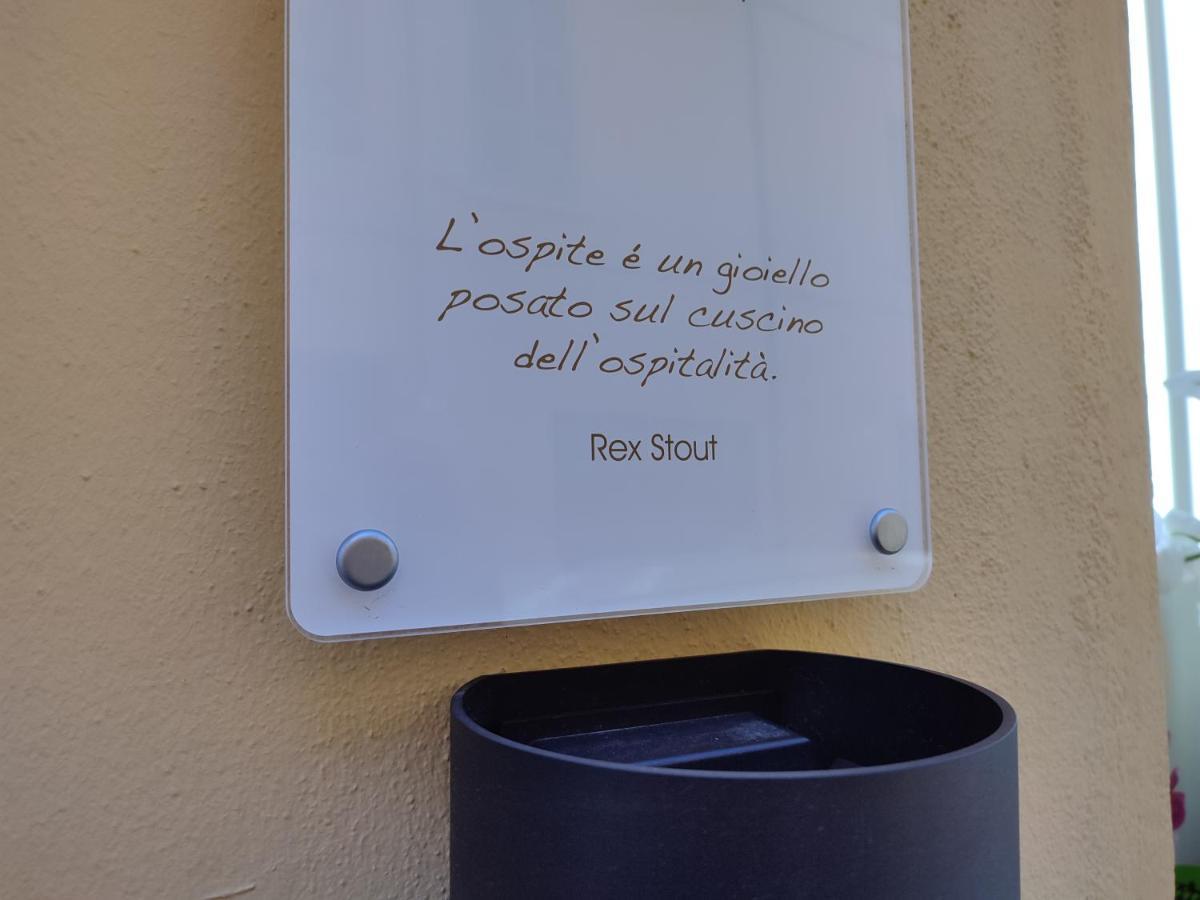 L'ospite é un gioiello
posato sul cuscino
dell'ospitalità.
Rex Stout